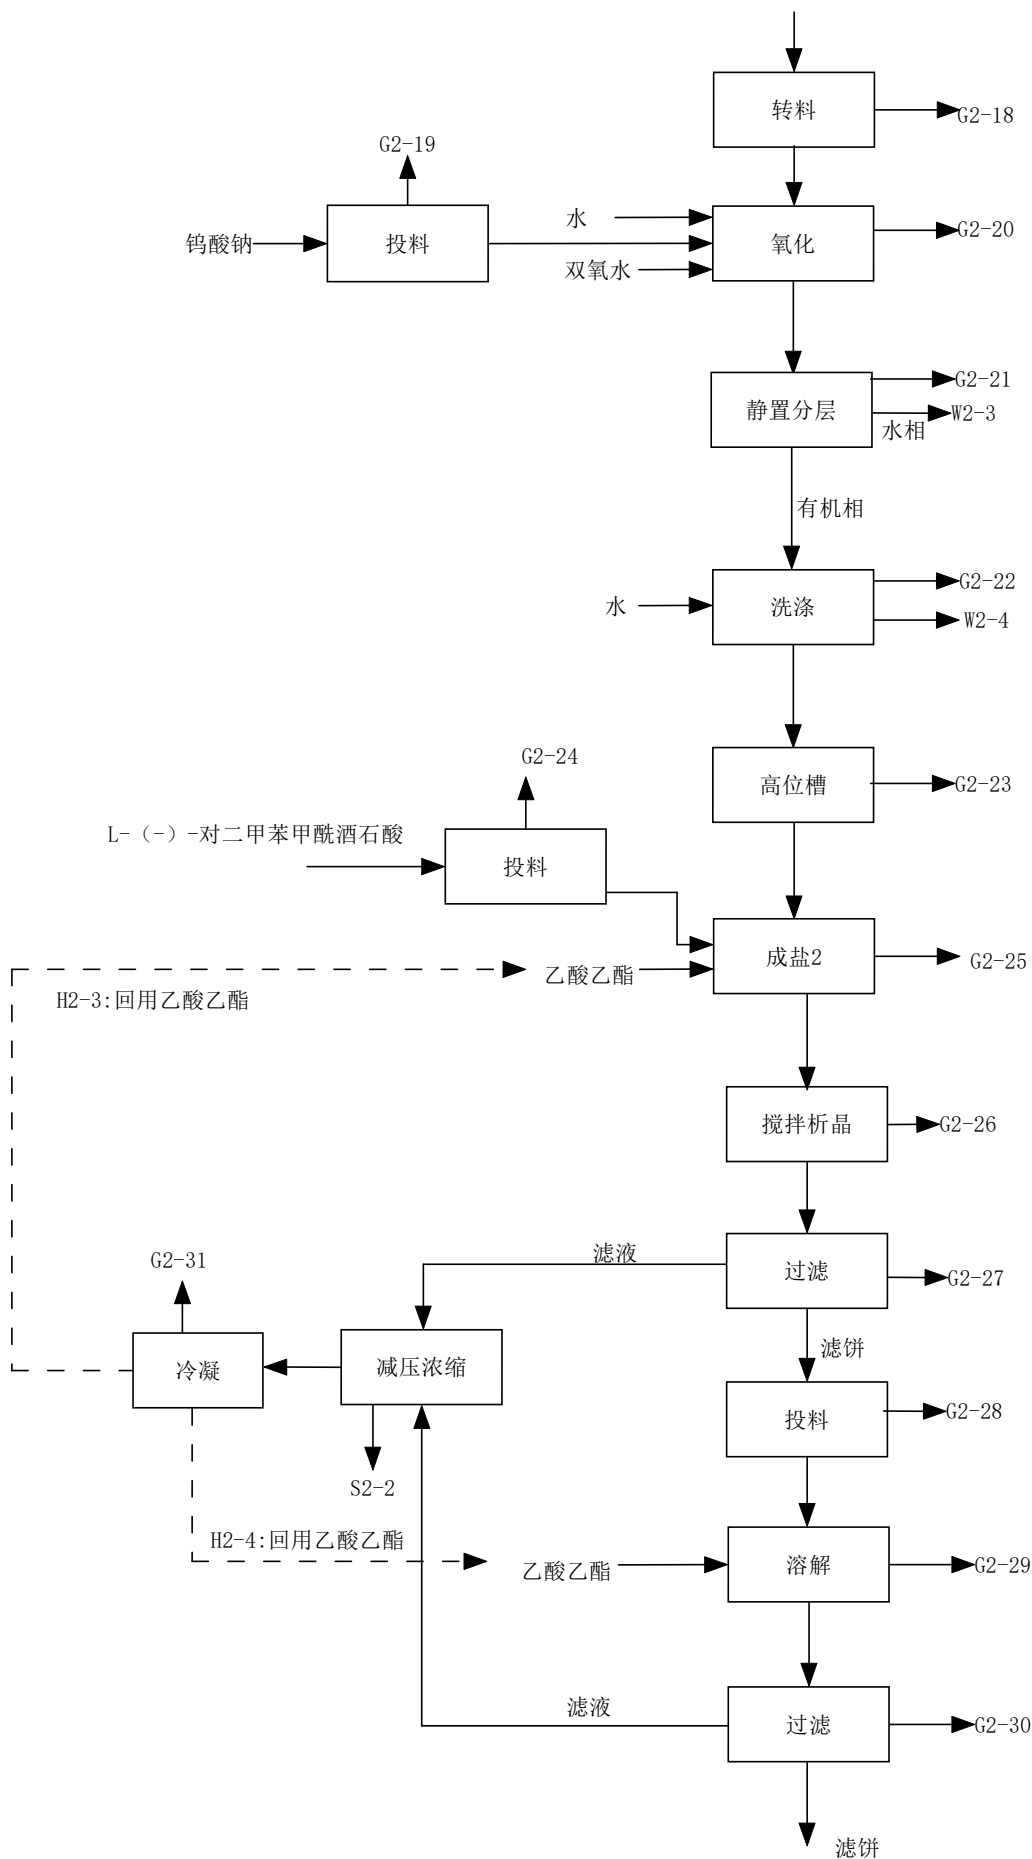 转料
G2-18
G2-19
钨酸钠
投料
水
双氧水
氧化
G2-20
静置分层
G2-21
W2-3
水相
有机相
水
洗涤
G2-22
W2-4
高位槽
G2-23
G2-24
L-（-）-对二甲苯甲酰酒石酸
投料
成盐2
G2-25
乙酸乙酯
H2-3:回用乙酸乙酯
搅拌析晶
G2-26
过滤
G2-27
滤液
G2-31
冷凝
减压浓缩
滤饼
投料
G2-28
S2-2
H2-4:回用乙酸乙酯
乙酸乙酯
溶解
G2-29
滤液
过滤
G2-30
滤饼